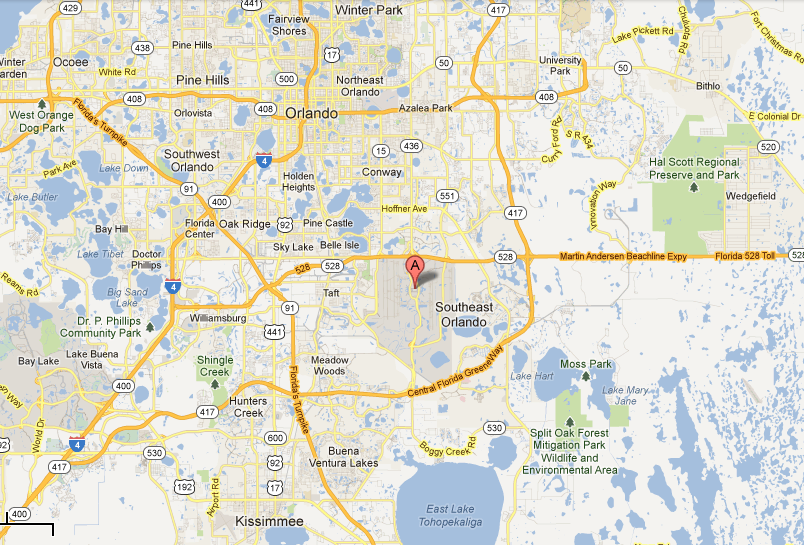 429
441
Winter Park
417
Fairview
Shores
Lake Pickett Rd
Chuluota Rd
Fort Christmas Rd
438
Pine Hills
17
Ocoee
White Rd
50
University
Park
50
Pine Hills
500
Northeast
Orlando
Bithlo
408
408
Azalea Park
408
West Orange
Dog Park
Florida's Turnpike
Orlovista
Orlando
E Colonial Dr
Curry Ford Rd
S R 434
520
Southwest
Orlando
4
15
436
Hal Scott Regional
Preserve and Park
Park Ave
Lake Down
Holden
Heights
Conway
Lake Butler
91
400
551
Innovation Way
Wedgefield
Hoffner Ave
417
Bay Hill
Florida
Center
Oak Ridge
92
Pine Castle
Sky Lake
Belle Isle
Lake Tibet
Doctor
Phillips
528
528
A
528
Martin Andersen Beachline Expy
Florida 528 Toll
528
Reams Rd
4
Big Sand
Lake
Taft
91
Southeast
Orlando
Dr. P. Phillips
Community Park
Williamsburg
441
Bay Lake
Lake Buena
Vista
Shingle
Creek
Meadow
Woods
Moss Park
400
Central Florida GreeneWay
Lake Hart
Lake Mary
Jane
Florida's Turnpike
World Dr
417
Hunters
Creek
530
Split Oak Forest
Mitigation Park
Wildlife and
Environmental Area
92
4
530
600
Boggy Creek Rd
417
92
Buena
Ventura Lakes
192
17
Airport Rd
400
Kissimmee
East Lake
Tohopekaliga